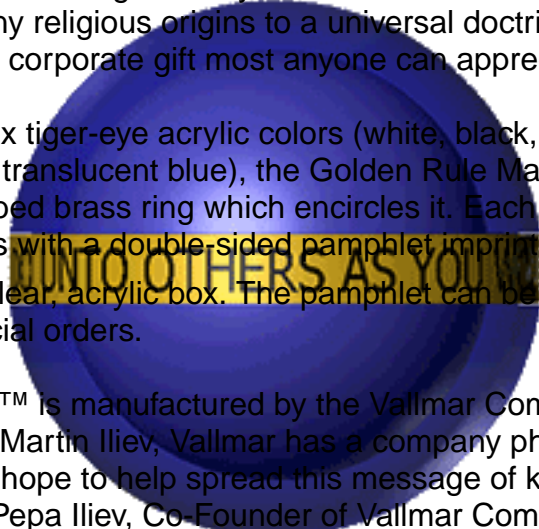 ny religious origins to a universal doctri
corporate gift most anyone can appre
x tiger-eye acrylic colors (white, black,
translucent blue), the Golden Rule Ma
ped brass ring which encircles it. Each
s with a double-sided pamphlet imprint
UNTO OTHERS AS YOU
lear, acrylic box. The pamphlet can be
cial orders.
™ is manufactured by the Vallmar Com
Martin Iliev, Vallmar has a company ph
hope to help spread this message of k
Pepa Iliev, Co-Founder of Vallmar Com